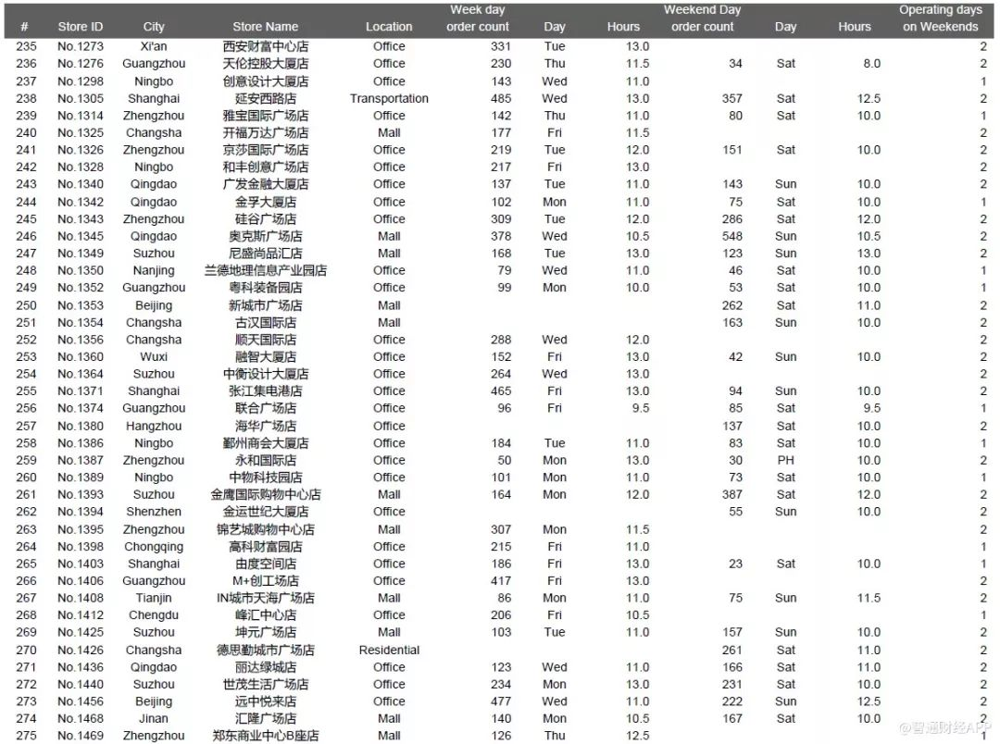 Week day Weekend Day Operating days
# Store ID City Store Name Location order count Day Hours order count Day Hours on Weekends
235 No.1273 Xi'an 西安财富中心店 Office 331 Tue 13.0 2
236 No.1276 Guangzhou 天伦控股大厦店 Office 230 Thu 11.5 34 Sat 8.0 2
237 No.1298 Ningbo 创意设计大厦店 Office 143 Wed 11.0 1
238 No.1305 Shanghai 延安西路店 Transportation 485 Wed 13.0 357 Sat 12.5 2
239 No.1314 Zhengzhou 雅宝国际广场店 Office 142 Thu 11.0 80 Sat 10.0 1
240 No.1325 Changsha 开福万达广场店 Mall 177 Fri 11.5 2
241 No.1326 Zhengzhou 京莎国际广场店 Office 219 Tue 12.0 151 Sat 10.0 2
242 No.1328 Ningbo 和丰创意广场店 Office 217 Fri 13.0 2
243 No.1340 Qingdao 广发金融大厦店 Office 137 Tue 11.0 143 Sun 10.0 2
244 No.1342 Qingdao 金孚大厦店 Office 102 Mon 11.0 75 Sat 10.0 1
245 No.1343 Zhengzhou 硅谷广场店 Office 309 Tue 12.0 286 Sat 12.0 2
246 No.1345 Qingdao 奥克斯广场店 Mall 378 Wed 10.5 548 Sun 10.5 2
247 No.1349 Suzhou 尼盛尚品汇店 Mall 168 Tue 13.0 123 Sun 13.0 2
248 No.1350 Nanjing 兰德地理信息产业园店 Office 79 Wed 11.0 46 Sat 10.0 1
249 No.1352 Guangzhou 粤科装备园店 Office 99 Mon 10.0 53 Sat 10.0 1
250 No.1353 Beijing 新城市广场店 Mall 262 Sat 11.0 2
251 No.1354 Changsha 古汉国际店 Mall 163 Sun 10.0 2
252 No.1356 Changsha 顺天国际店 Office 288 Wed 12.0 2
253 No.1360 Wuxi 融智大厦店 Office 152 Fri 13.0 42 Sun 10.0 2
254 No.1364 Suzhou 中衡设计大厦店 Office 264 Wed 13.0 2
255 No.1371 Shanghai 张江集电港店 Office 465 Fri 13.0 94 Sun 10.0 2
256 No.1374 Guangzhou 联合广场店 Office 96 Fri 9.5 85 Sat 9.5 1
257 No.1380 Hangzhou 海华广场店 Office 137 Sat 10.0 2
258 No.1386 Ningbo 鄞州商会大厦店 Office 184 Tue 11.0 83 Sat 10.0 1
259 No.1387 Zhengzhou 永和国际店 Office 50 Mon 13.0 30 PH 10.0 2
260 No.1389 Ningbo 中物科技园店 Office 101 Mon 11.0 73 Sat 10.0 1
261 No.1393 Suzhou 金鹰国际购物中心店 Mall 164 Mon 12.0 387 Sat 12.0 2
262 No.1394 Shenzhen 金运世纪大厦店 Office 55 Sun 10.0 2
263 No.1395 Zhengzhou 锦艺城购物中心店 Mall 307 Mon 11.5 2
264 No.1398 Chongqing 高科财富园店 Office 215 Fri 11.0 1
265 No.1403 Shanghai 由度空间店 Office 186 Fri 13.0 23 Sat 10.0 1
266 No.1406 Guangzhou M+创工场店 Office 417 Fri 13.0 2
267 No.1408 Tianjin IN城市天海广场店 Mall 86 Mon 11.0 75 Sun 11.5 2
268 No.1412 Chengdu 峰汇中心店 Office 206 Fri 10.5 1
269 No.1425 Suzhou 坤元广场店 Mall 103 Tue 11.0 157 Sun 10.0 2
270 No.1426 Changsha 德思勤城市广场店 Residential 261 Sat 11.0 2
271 No.1436 Qingdao 丽达绿城店 Office 123 Wed 11.0 166 Sat 11.0 2
272 No.1440 Suzhou 世茂生活广场店 Office 234 Mon 13.0 231 Sat 10.0 2
273 No.1456 Beijing 远中悦来店 Office 477 Wed 11.0 222 Sun 12.5 2
274 No.1468 Jinan 汇隆广场店 Mall 140 Mon 10.5 167 Sat 10.0 2
275 No.1469 Zhengzhou 郑东商业中心B座店 Mall 126 Thu 12.5 1
@智通财经APP